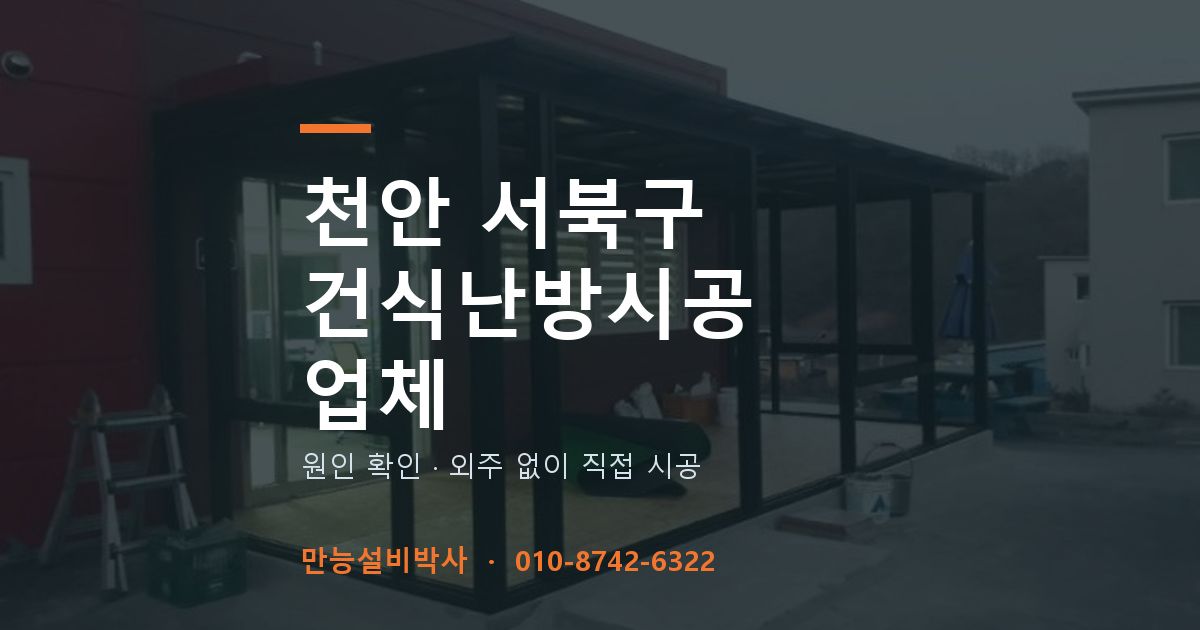 천안 서북구
건식난방시공
업체
원인 확인 · 외주 없이 직접 시공
만능설비박사 · 010-8742-6322